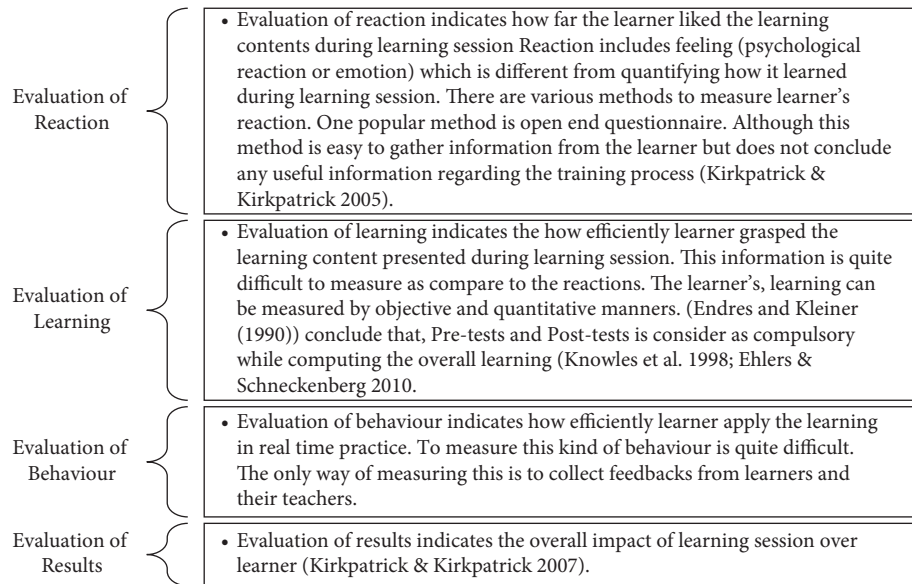 Evaluation of
Reaction
• Evaluation of reaction indicates how far the learner liked the learning
contents during learning session Reaction includes feeling (psychological
reaction or emotion) which is different from quantifying how it learned
during learning session. There are various methods to measure learner's
reaction. One popular method is open end questionnaire. Although this
method is easy to gather information from the learner but does not conclude
any useful information regarding the training process (Kirkpatrick &
Kirkpatrick 2005).
Evaluation of
Learning
• Evaluation of learning indicates the how efficiently learner grasped the
learning content presented during learning session. This information is quite
difficult to measure as compare to the reactions. The learner's, learning can
be measured by objective and quantitative manners. (Endres and Kleiner
(1990)) conclude that, Pre-tests and Post-tests is consider as compulsory
while computing the overall learning (Knowles et al. 1998; Ehlers &
Schneckenberg 2010.
Evaluation of
Behaviour
• Evaluation of behaviour indicates how efficiently learner apply the learning
in real time practice. To measure this kind of behaviour is quite difficult.
The only way of measuring this is to collect feedbacks from learners and
their teachers.
Evaluation of
Results
• Evaluation of results indicates the overall impact of learning session over
learner (Kirkpatrick & Kirkpatrick 2007).